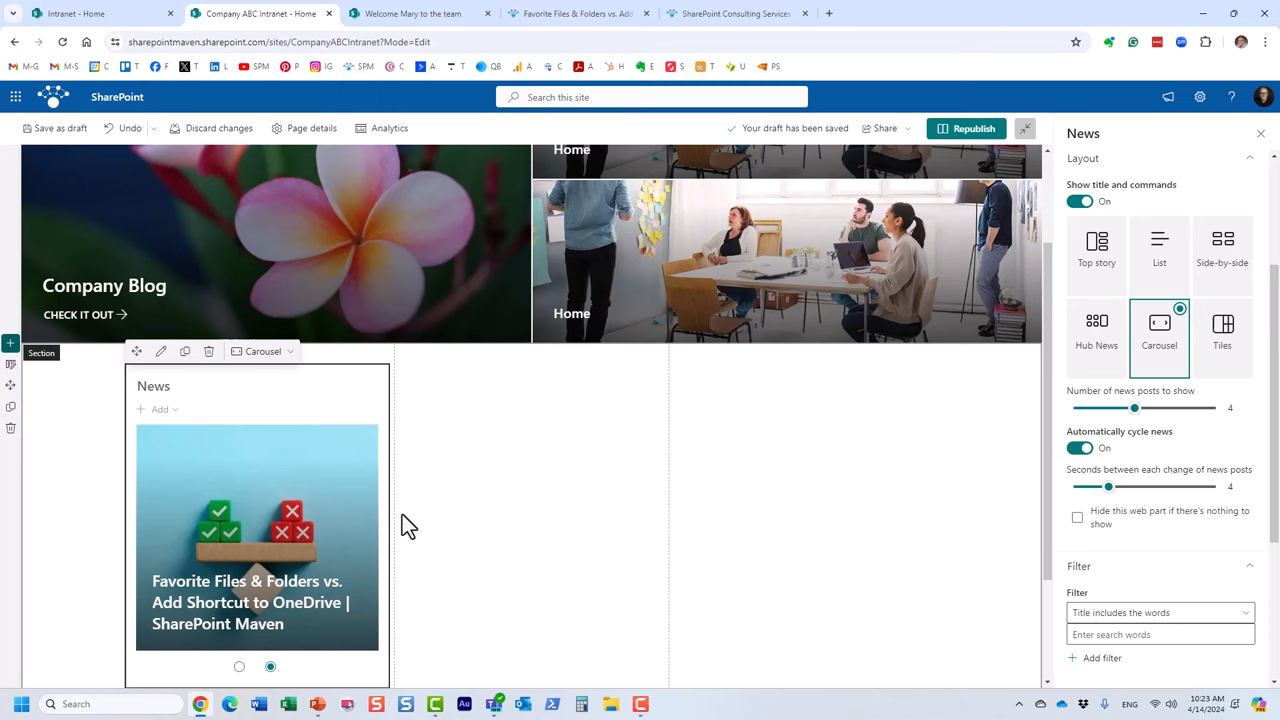 Intranet - Home
Company ABC Intranet - Home
Welcome Mary to the team
Favorite Files & Folders vs. Add
SharePoint Consulting Services
sharepointmaven.sharepoint.com/sites/CompanyABCIntranet?Mode=Edit
M-G M-S C T F T LI SPM P IG SPM C A T QB A S H E S T U PS
SharePoint
Search this site
Save as draft Undo Discard changes Page details Analytics
Your draft has been saved Share Republish
Home
Company Blog
CHECK IT OUT
Home
Section
Carousel
News
Add
Favorite Files & Folders vs.
Add Shortcut to OneDrive |
SharePoint Maven
News
Layout
Show title and commands
On
Top story List Side-by-side
Hub News Carousel Tiles
Number of news posts to show
4
Automatically cycle news
On
Seconds between each change of news posts
4
Hide this web part if there's nothing to
show
Filter
Filter
Title includes the words
Enter search words
Add filter
Search
10:23 AM
4/14/2024